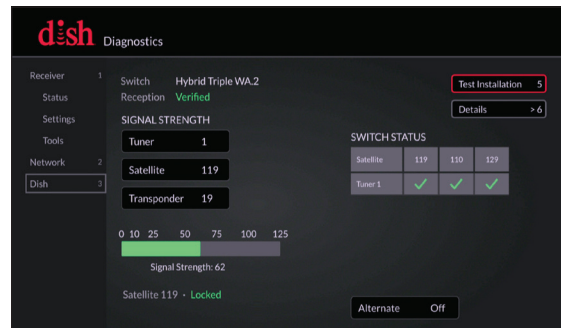 dish Diagnostics
Receiver 1
Status
Settings
Tools
Network 2
Dish 3
Switch Hybrid Triple WA.2
Reception Verified
SIGNAL STRENGTH
Tuner 1
Satellite 119
Transponder 19
0 10 25 50 75 100 125
Signal Strength: 62
Satellite 119 • Locked
Test Installation 5
Details > 6
SWITCH STATUS
Satellite 119 110 129
Tuner 1
Alternate Off